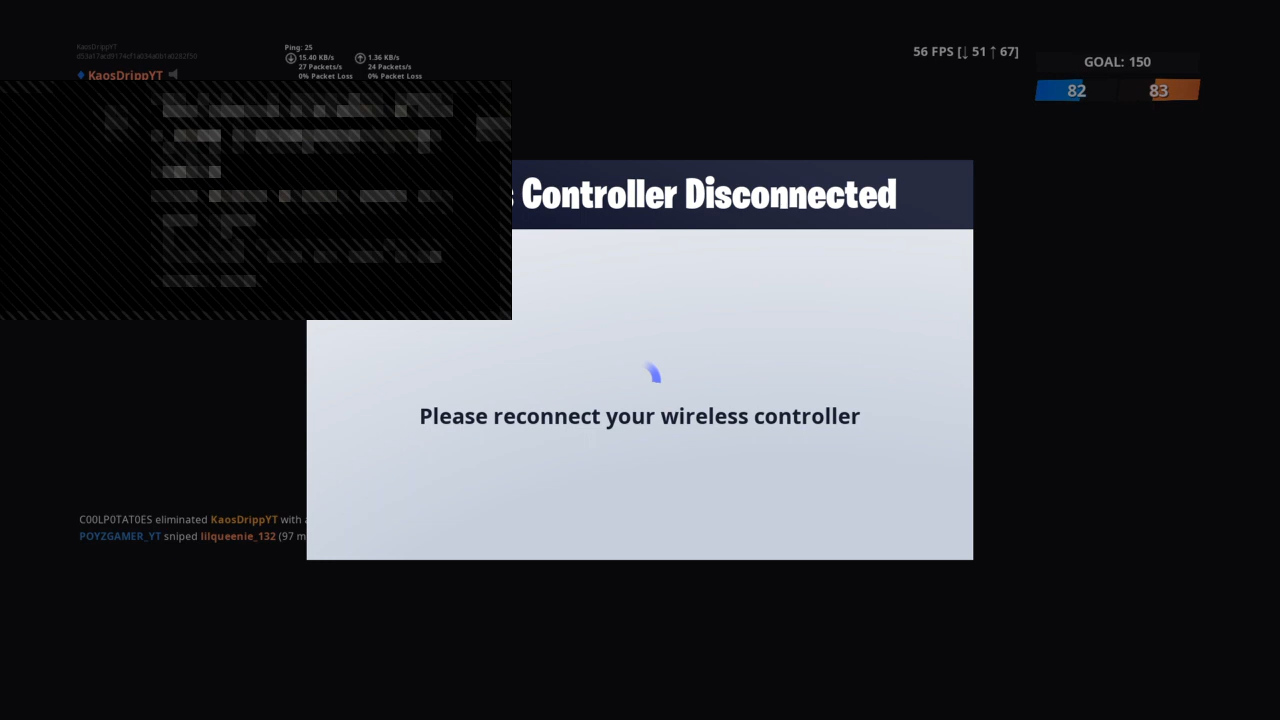 KaosDrippYT
Ping: 25
15.40 KB/s
1.36 KB/s
27 Packets/s
24 Packets/s
0% Packet Loss
0% Packet Loss
56 FPS [↓ 51 ↑ 67]
GOAL: 150
82
83
KaosDrippYT
Controller Disconnected
Please reconnect your wireless controller
C00LP0TAT0ES eliminated KaosDrippYT with
POYZGAMER_YT sniped lilqueenie_132 (97 m